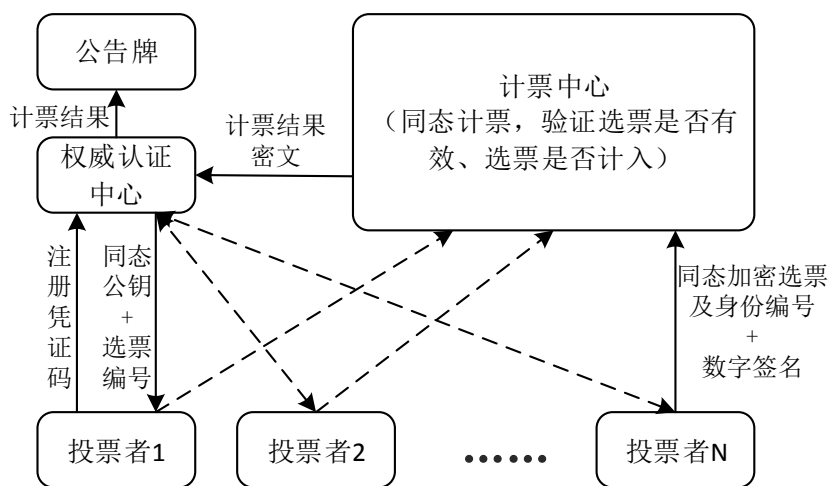 公告牌
计票结果
权威认证
中心
计票结果
密文
计票中心
（同态计票，验证选票是否有
效、选票是否计入）
注
册
凭
证
码
同态
公钥
+
选票
编号
同态加密选票
及身份编号
+
数字签名
投票者1
投票者2
......
投票者N